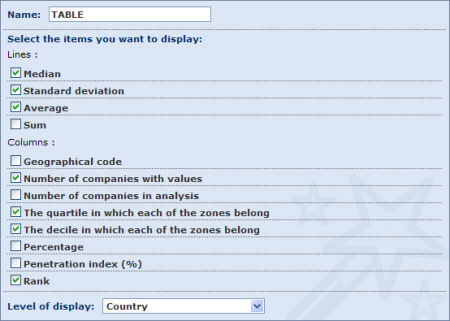 Name: TABLE
Select the items you want to display:
Lines :
Median
Standard deviation
Average
Sum
Columns :
Geographical code
Number of companies with values
Number of companies in analysis
The quartile in which each of the zones belong
The decile in which each of the zones belong
Percentage
Penetration index (%)
Rank
Level of display: Country